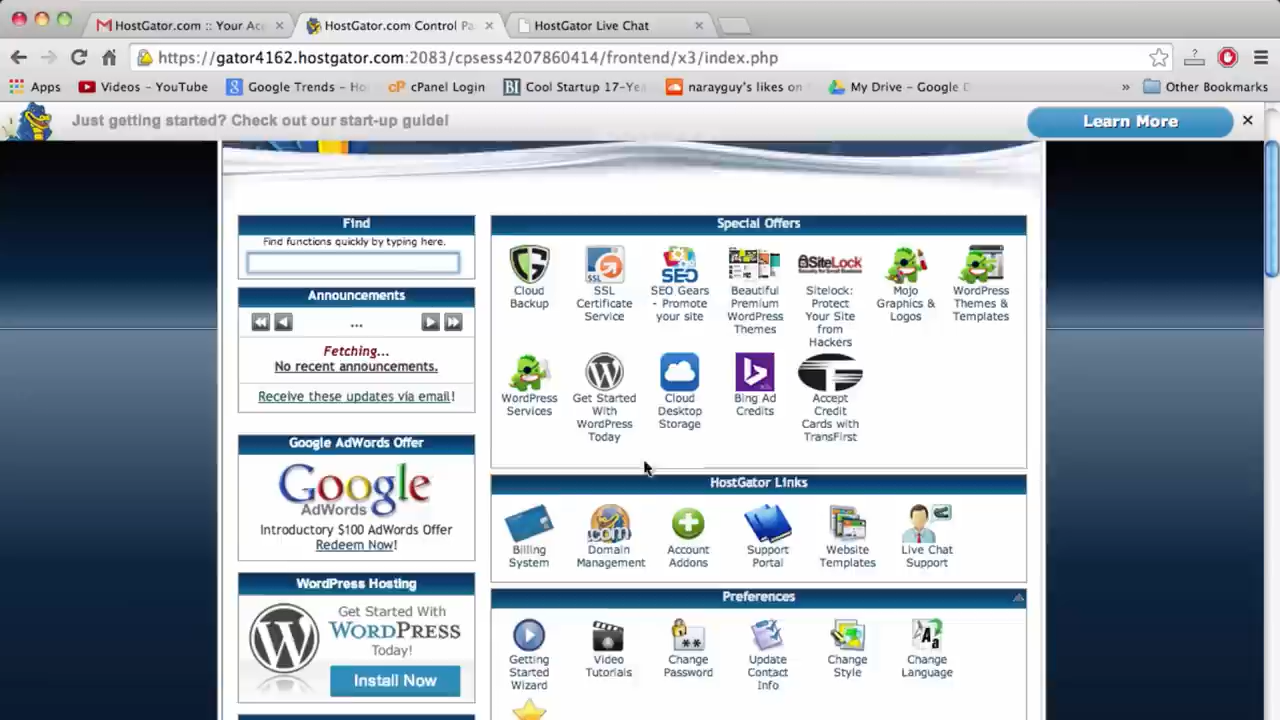 HostGator.com :: Your Acc
HostGator.com Control Pa
HostGator Live Chat
https://gator4162.hostgator.com:2083/cpsess4207860414/frontend/x3/index.php
Apps
Videos - YouTube
Google Trends - Ho
cPanel Login
BI
Cool Startup 17-Yea
narayguy's likes on
My Drive - Google D
»
Other Bookmarks
Just getting started? Check out our start-up guide!
Learn More
Find
Find functions quickly by typing here.
Announcements
...
Fetching...
No recent announcements.
Receive these updates via email!
Google AdWords Offer
Google
AdWords
Introductory $100 AdWords Offer
Redeem Now!
WordPress Hosting
Get Started With
WORDPRESS
Today!
Install Now
Special Offers
Cloud
Backup
SSL
SSL
Certificate
Service
SEO
SEO Gears
- Promote
your site
Beautiful
Premium
WordPress
Themes
SiteLock
Sitelock:
Protect
Your Site
from
Hackers
Mojo
Graphics &
Logos
WordPress
Themes &
Templates
WordPress
Services
Get Started
With
WordPress
Today
Cloud
Desktop
Storage
Bing Ad
Credits
Accept
Credit
Cards with
TransFirst
HostGator Links
Billing
System
.com
Domain
Management
Account
Addons
Support
Portal
Website
Templates
Live Chat
Support
Preferences
Getting
Started
Wizard
Video
Tutorials
**
Change
Password
Update
Contact
Info
Change
Style
Change
Language